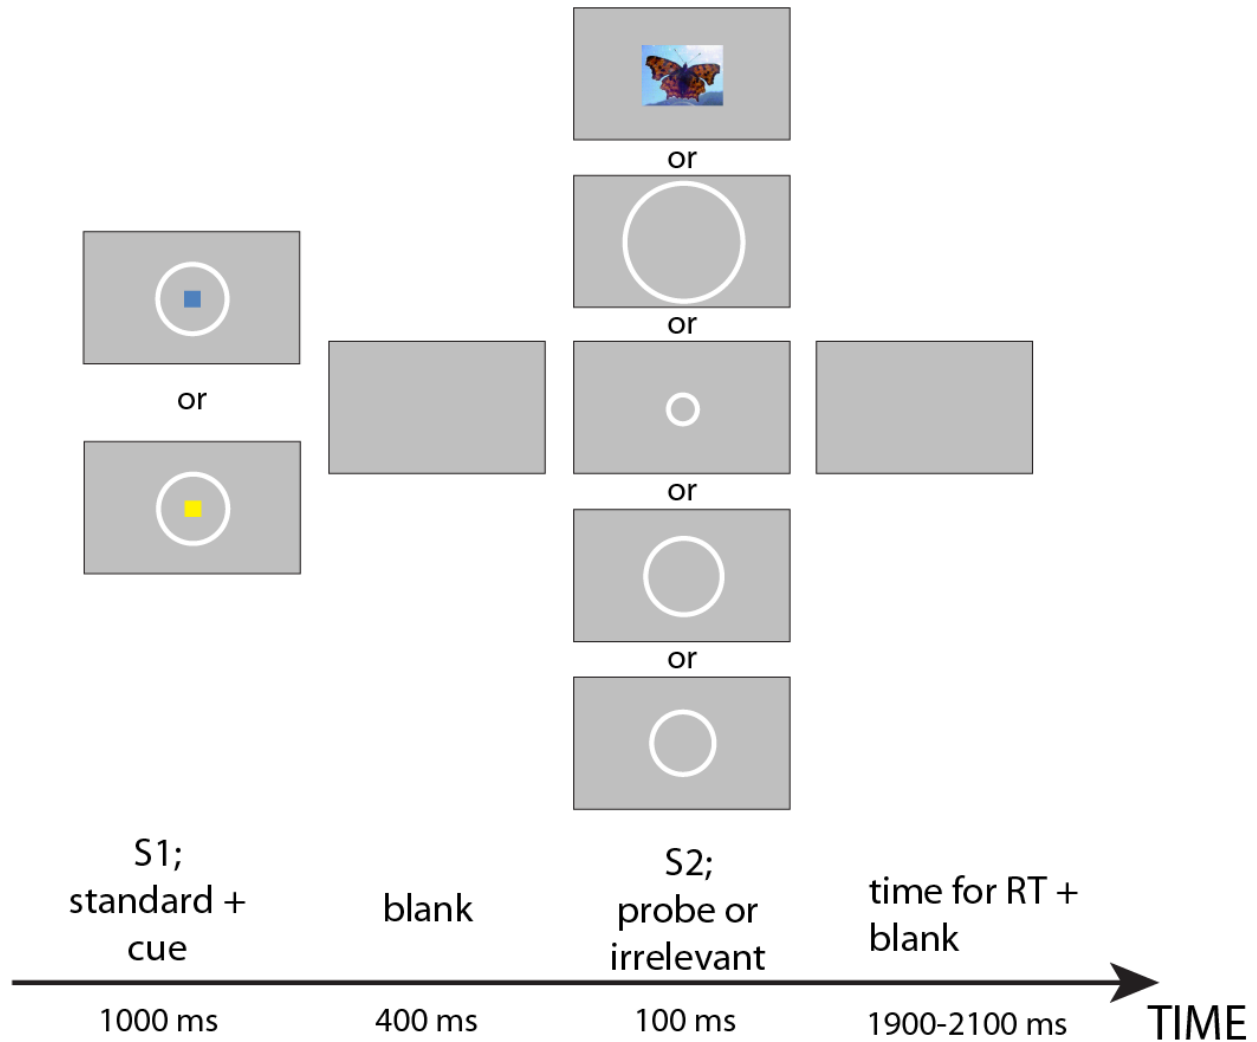 or
or
or
or
or
S1;
standard +
cue
blank
S2;
probe or
irrelevant
time for RT +
blank
1000 ms
400 ms
100 ms
1900-2100 ms
TIME